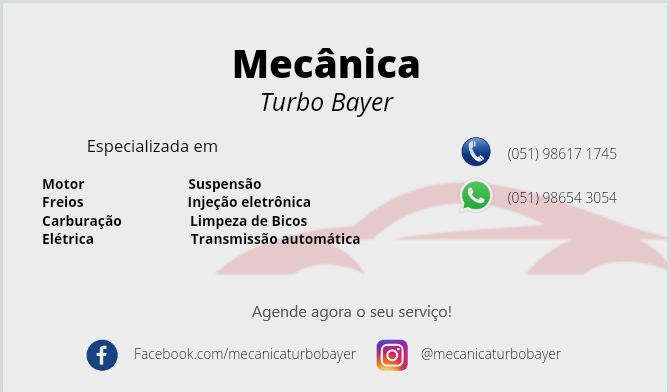 Mecânica
Turbo Bayer
Especializada em
Motor
Freios
Carburação
Elétrica
Suspensão
Injeção eletrônica
Limpeza de Bicos
Transmissão automática
(051) 98617 1745
(051) 98654 3054
Agende agora o seu serviço!
Facebook.com/mecanicaturbobayer
@mecanicaturbobayer